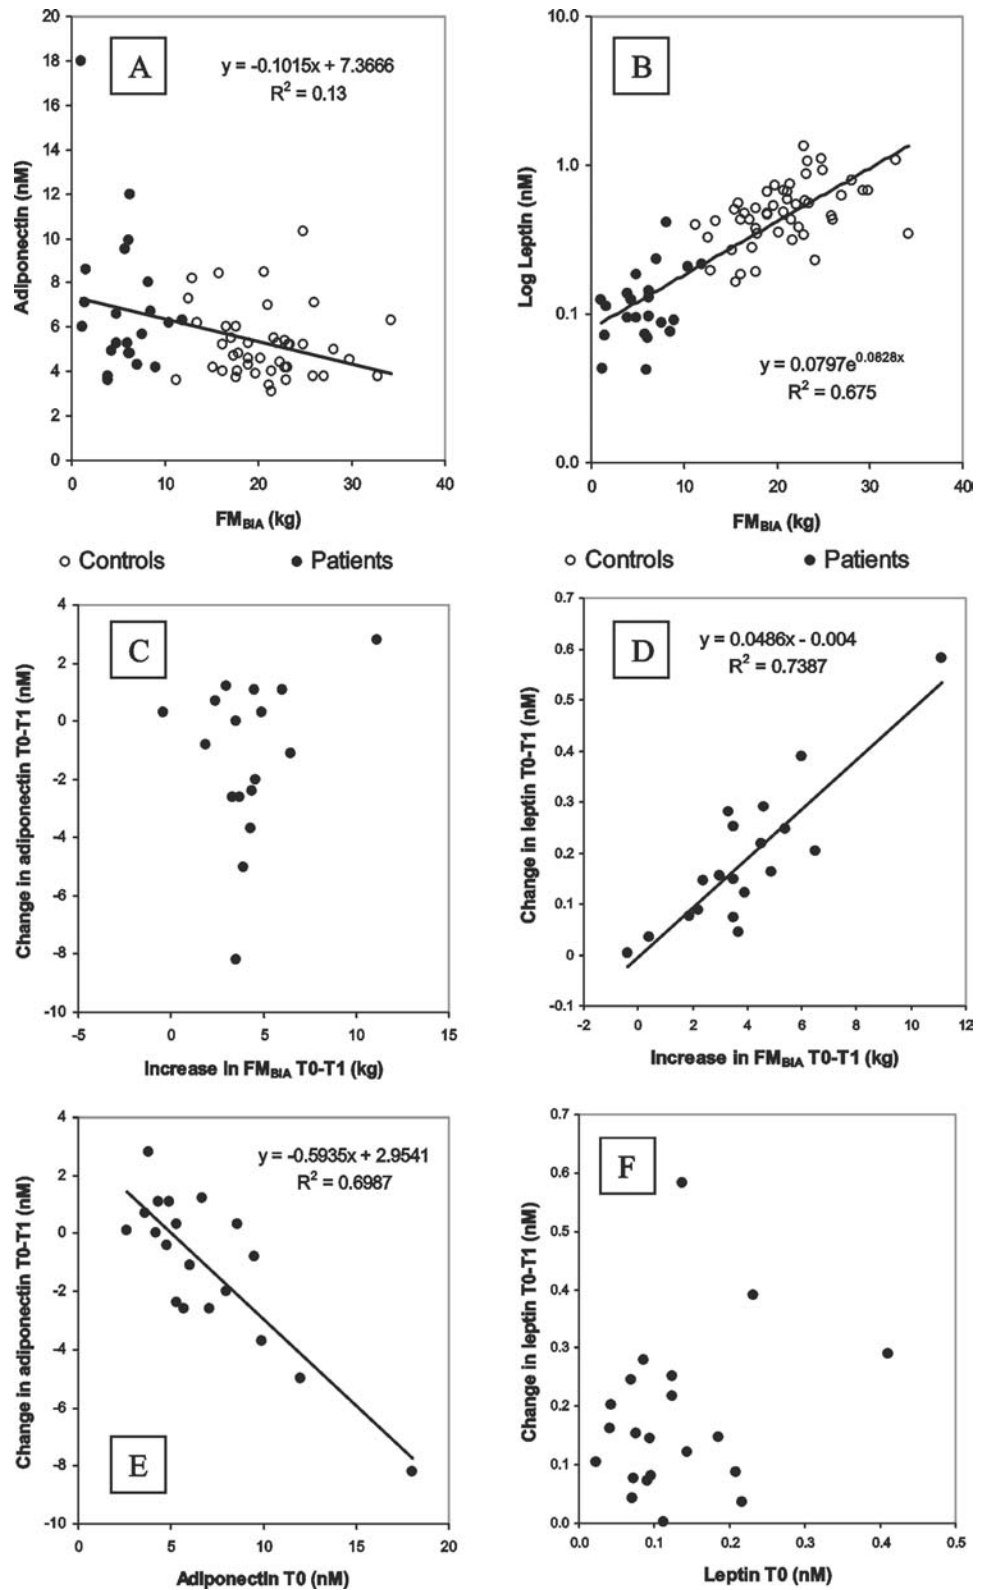 A
y = -0.1015x + 7.3666
R² = 0.13
20
18
16
14
12
10
8
6
4
2
0
Adiponectin (nM)
0 10 20 30 40
FM_BIA (kg)
B
10.0
1.0
0.1
0.0
Log Leptin (nM)
y = 0.0797e^0.0828x
R² = 0.675
0 10 20 30 40
FM_BIA (kg)
Controls Patients
Controls Patients
C
4
2
0
-2
-4
-6
-8
-10
Change in adiponectin T0-T1 (nM)
-5 0 5 10 15
Increase in FM_BIA T0-T1 (kg)
D
y = 0.0486x - 0.004
R² = 0.7387
0.7
0.6
0.5
0.4
0.3
0.2
0.1
0
-0.1
Change in leptin T0-T1 (nM)
-2 0 2 4 6 8 10 12
Increase in FM_BIA T0-T1 (kg)
y = -0.5935x + 2.9541
R² = 0.6987
4
2
0
-2
-4
-6
-8
-10
Change in adiponectin T0-T1 (nM)
E
0 5 10 15 20
Adiponectin T0 (nM)
F
0.7
0.6
0.5
0.4
0.3
0.2
0.1
0.0
Change in leptin T0-T1 (nM)
0.0 0.1 0.2 0.3 0.4 0.5
Leptin T0 (nM)